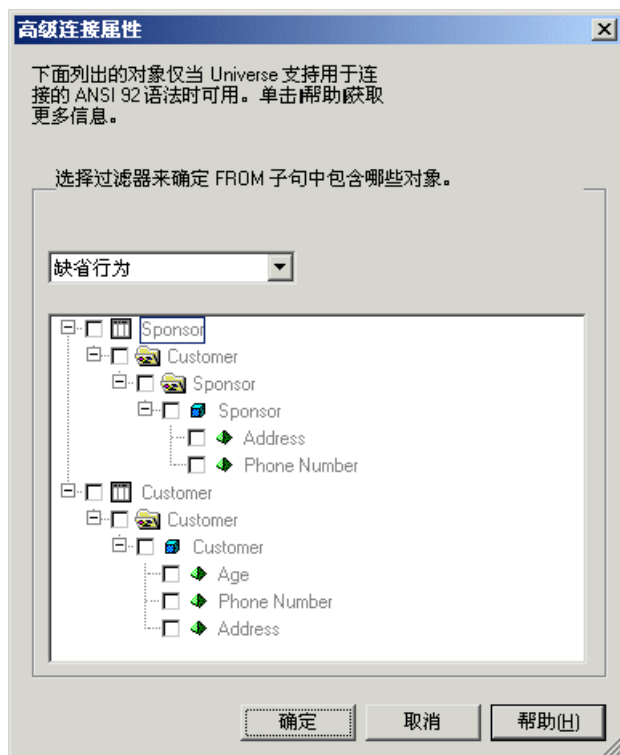 高级连接属性
下面列出的对象仅当 Universe 支持用于连
接的 ANSI 92 语法时可用。单击|帮助|获取
更多信息。
选择过滤器来确定 FROM 子句中包含哪些对象。
缺省行为
Sponsor
Customer
Sponsor
Sponsor
Address
Phone Number
Customer
Customer
Customer
Age
Phone Number
Address
确定 取消 帮助(H)